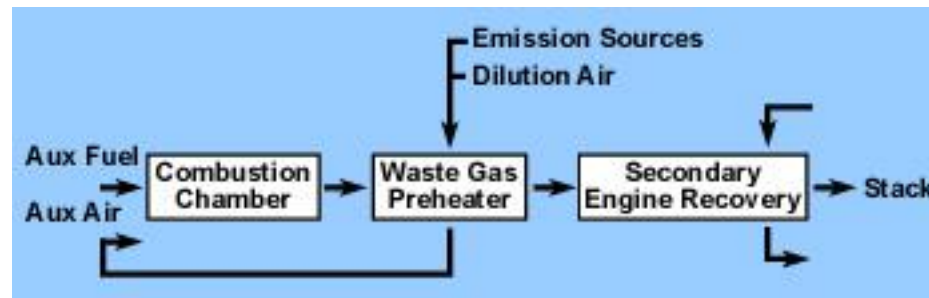 Emission Sources
Dilution Air
Aux Fuel
Aux Air
Combustion
Chamber
Waste Gas
Preheater
Secondary
Engine Recovery
Stack